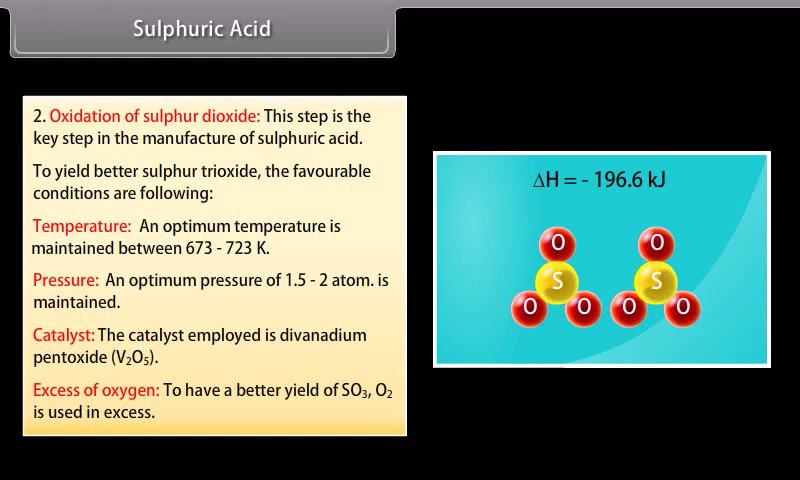 Sulphuric Acid
2. Oxidation of sulphur dioxide: This step is the
key step in the manufacture of sulphuric acid.
To yield better sulphur trioxide, the favourable
conditions are following:
Temperature: An optimum temperature is
maintained between 673 - 723 K.
Pressure: An optimum pressure of 1.5 - 2 atom. is
maintained.
Catalyst: The catalyst employed is divanadium
pentoxide (V₂O₅).
Excess of oxygen: To have a better yield of SO₃, O₂
is used in excess.
ΔH = - 196.6 kJ
O O
S S
O O O O